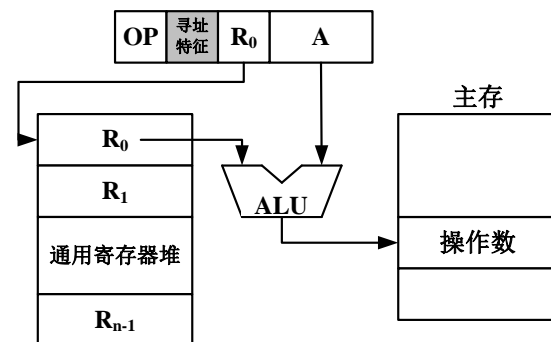 OP 寻址特征 R₀ A
主存
R₀
R₁
ALU
通用寄存器堆
操作数
Rₙ₋₁